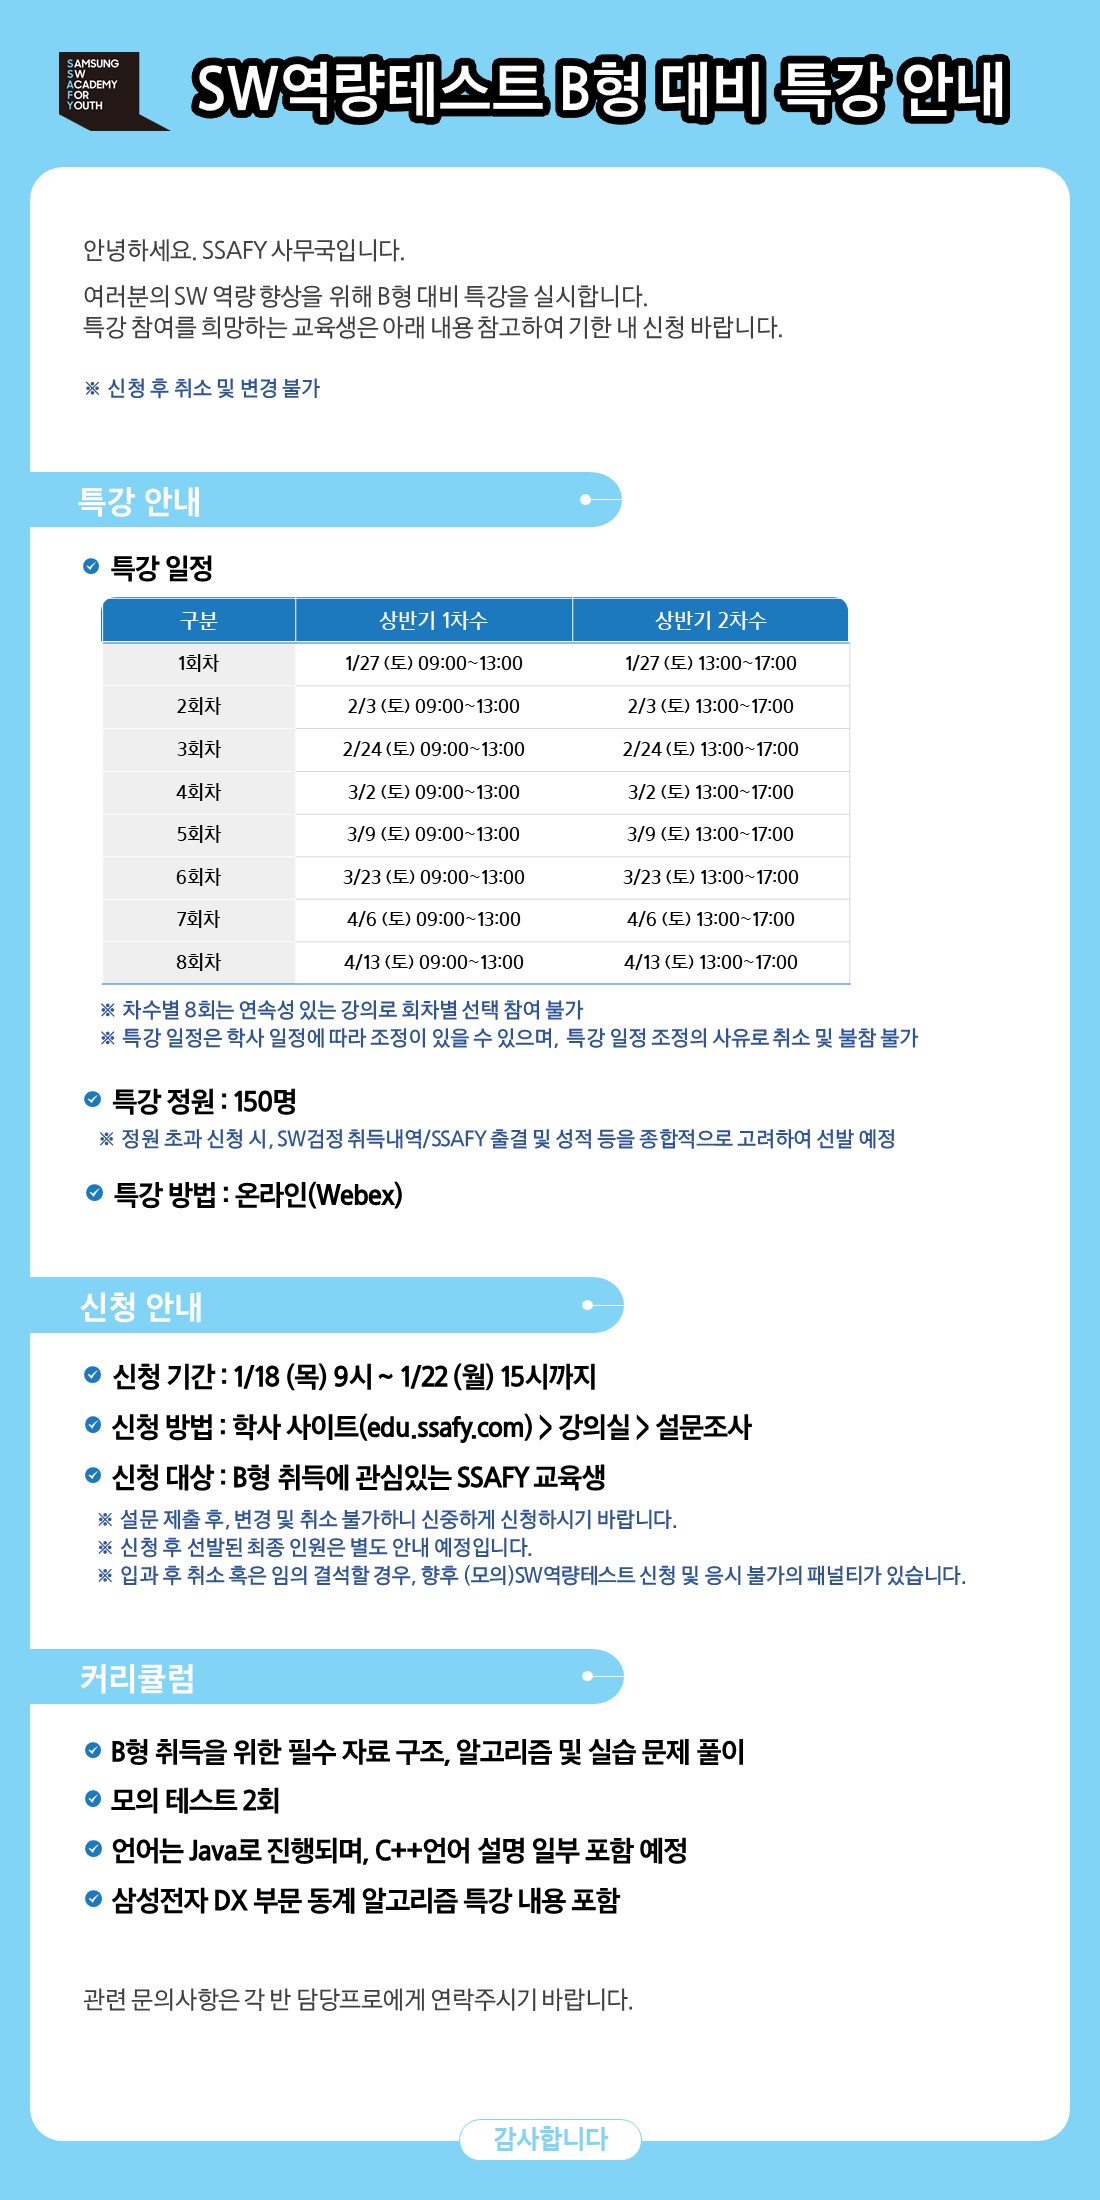 SAMSUNG
SW
ACADEMY
FOR
YOUTH
SW역량테스트 B형 대비 특강 안내
안녕하세요. SSAFY 사무국입니다.
여러분의 SW 역량 향상을 위해 B형 대비 특강을 실시합니다.
특강 참여를 희망하는 교육생은 아래 내용 참고하여 기한 내 신청 바랍니다.
※ 신청 후 취소 및 변경 불가
특강 안내
특강 일정
구분 상반기 1차수 상반기 2차수
1회차 1/27 (토) 09:00~13:00 1/27 (토) 13:00~17:00
2회차 2/3 (토) 09:00~13:00 2/3 (토) 13:00~17:00
3회차 2/24 (토) 09:00~13:00 2/24 (토) 13:00~17:00
4회차 3/2 (토) 09:00~13:00 3/2 (토) 13:00~17:00
5회차 3/9 (토) 09:00~13:00 3/9 (토) 13:00~17:00
6회차 3/23 (토) 09:00~13:00 3/23 (토) 13:00~17:00
7회차 4/6 (토) 09:00~13:00 4/6 (토) 13:00~17:00
8회차 4/13 (토) 09:00~13:00 4/13 (토) 13:00~17:00
※ 차수별 8회는 연속성 있는 강의로 회차별 선택 참여 불가
※ 특강 일정은 학사 일정에 따라 조정이 있을 수 있으며, 특강 일정 조정의 사유로 취소 및 불참 불가
특강 정원 : 150명
※ 정원 초과 신청 시, SW검정 취득내역/SSAFY 출결 및 성적 등을 종합적으로 고려하여 선발 예정
특강 방법 : 온라인(Webex)
신청 안내
신청 기간 : 1/18 (목) 9시 ~ 1/22 (월) 15시까지
신청 방법 : 학사 사이트(edu.ssafy.com) > 강의실 > 설문조사
신청 대상 : B형 취득에 관심있는 SSAFY 교육생
※ 설문 제출 후, 변경 및 취소 불가하니 신중하게 신청하시기 바랍니다.
※ 신청 후 선발된 최종 인원은 별도 안내 예정입니다.
※ 입과 후 취소 혹은 임의 결석할 경우, 향후 (모의)SW역량테스트 신청 및 응시 불가의 패널티가 있습니다.
커리큘럼
B형 취득을 위한 필수 자료 구조, 알고리즘 및 실습 문제 풀이
모의 테스트 2회
언어는 Java로 진행되며, C++언어 설명 일부 포함 예정
삼성전자 DX 부문 동계 알고리즘 특강 내용 포함
관련 문의사항은 각 반 담당프로에게 연락주시기 바랍니다.
감사합니다